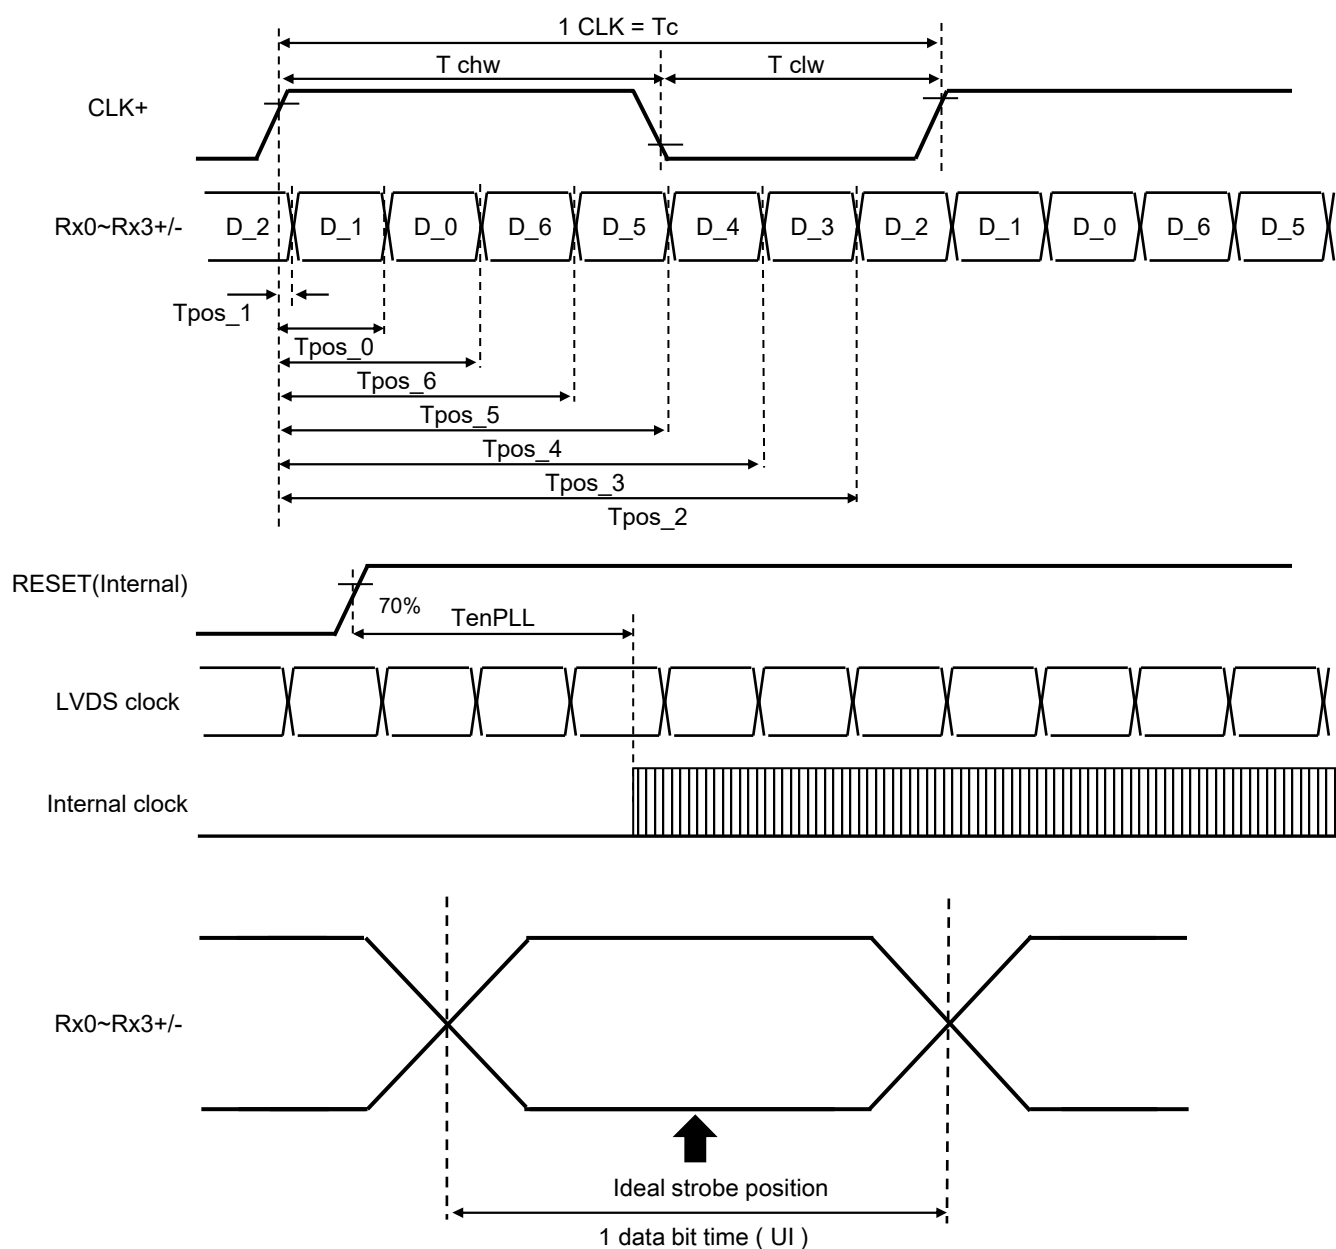 1 CLK = Tc
T chw
T clw
CLK+
Rx0~Rx3+/-
D_2 D_1 D_0 D_6 D_5 D_4 D_3 D_2 D_1 D_0 D_6 D_5
Tpos_1
Tpos_0
Tpos_6
Tpos_5
Tpos_4
Tpos_3
Tpos_2
RESET(Internal)
70%
TenPLL
LVDS clock
Internal clock
Rx0~Rx3+/-
Ideal strobe position
1 data bit time ( UI )